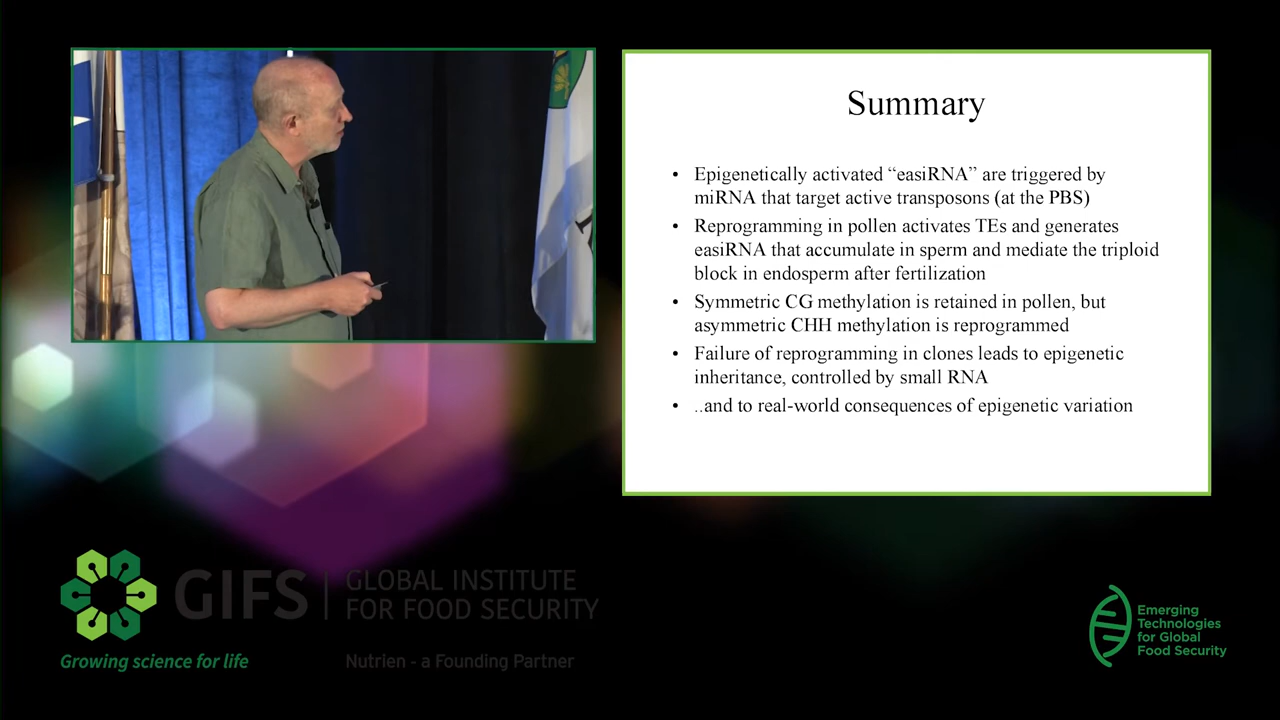 Summary
• Epigenetically activated “easiRNA” are triggered by
miRNA that target active transposons (at the PBS)
• Reprogramming in pollen activates TEs and generates
easiRNA that accumulate in sperm and mediate the triploid
block in endosperm after fertilization
• Symmetric CG methylation is retained in pollen, but
asymmetric CHH methylation is reprogrammed
• Failure of reprogramming in clones leads to epigenetic
inheritance, controlled by small RNA
• ..and to real-world consequences of epigenetic variation
GIFS
GLOBAL INSTITUTE
FOR FOOD SECURITY
Growing science for life
Nutrien - a Founding Partner
Emerging
Technologies
for Global
Food Security